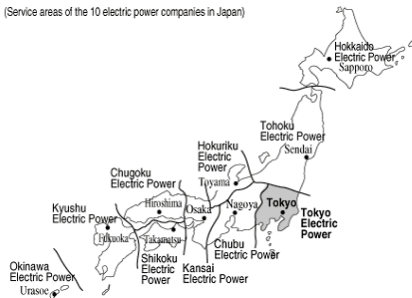 (Service areas of the 10 electric power companies in Japan)
Hokkaido
Electric Power
Sapporo
Tohoku
Electric Power
Sendai
Hokuriku
Electric
Power
Toyama
Chugoku
Electric Power
Hiroshima
Osaka
Nagoya
Tokyo
Tokyo
Electric
Power
Kyushu
Electric Power
Fukuoka
Takamatsu
Chubu
Electric Power
Shikoku
Electric
Power
Kansai
Electric Power
Okinawa
Electric Power
Urasoe